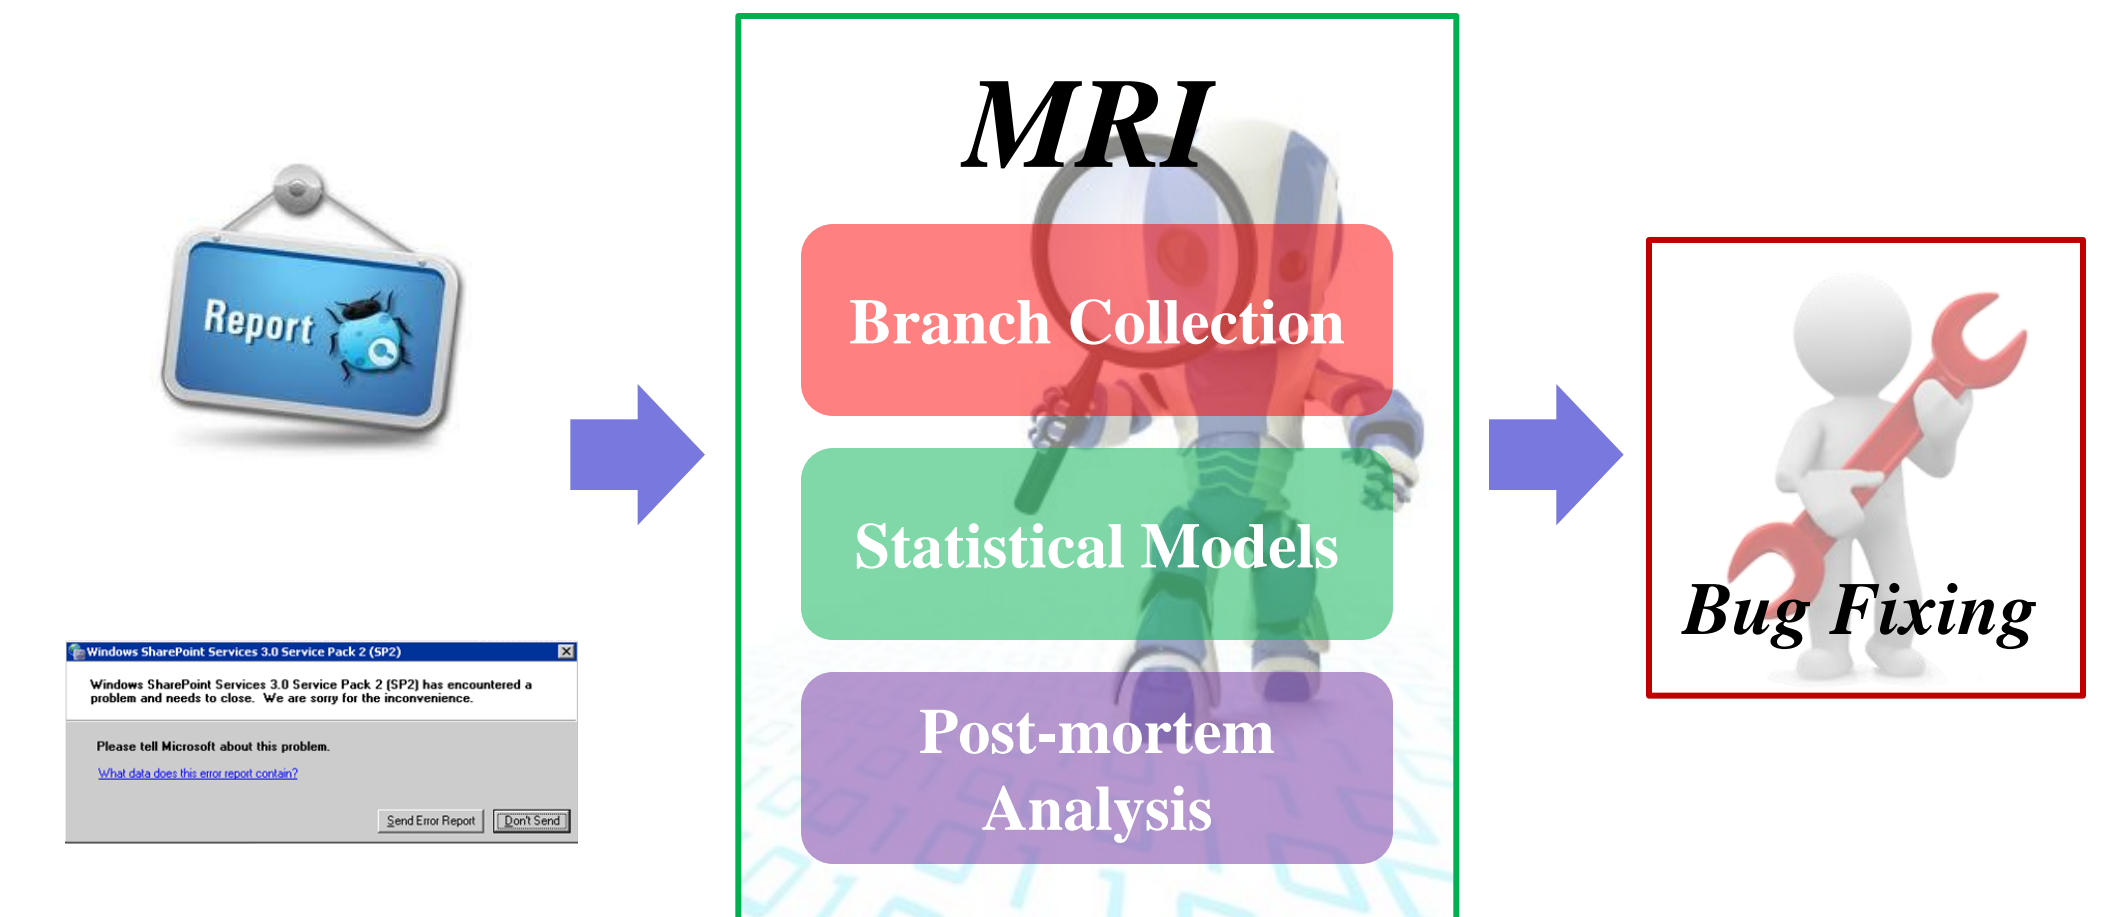 Report
Windows SharePoint Services 3.0 Service Pack 2 (SP2)
Windows SharePoint Services 3.0 Service Pack 2 (SP2) has encountered a
problem and needs to close. We are sorry for the inconvenience.
Please tell Microsoft about this problem.
What data does this error report contain?
Send Error Report
Don't Send
MRI
Branch Collection
Statistical Models
Post-mortem
Analysis
Bug Fixing